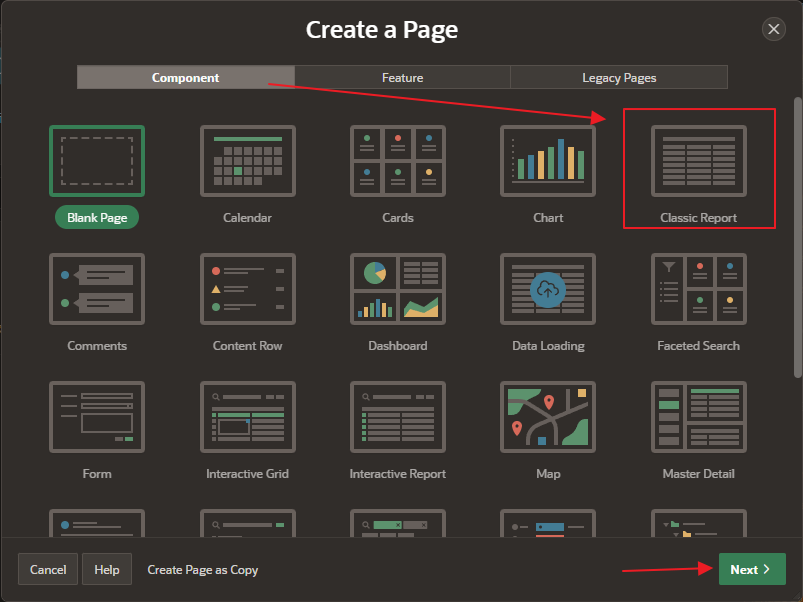 Create a Page
Component
Feature
Legacy Pages
Blank Page
Calendar
Cards
Chart
Classic Report
Comments
Content Row
Dashboard
Data Loading
Faceted Search
Form
Interactive Grid
Interactive Report
Map
Master Detail
Cancel
Help
Create Page as Copy
Next